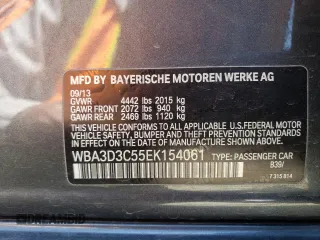 MFD BY BAYERISCHE MOTOREN WERKE AG
09/13
GVWR 4442 lbs 2015 kg
GAWR FRONT 2072 lbs 940 kg
GAWR REAR 2469 lbs 1120 kg
THIS VEHICLE CONFORMS TO ALL APPLICABLE U.S. FEDERAL MOTOR
VEHICLE SAFETY, BUMPER AND THEFT PREVENTION STANDARDS
IN EFFECT ON THE DATE OF MANUFACTURE SHOWN ABOVE.
WBA3D3C55EK154061 TYPE: PASSENGER CAR
B39/
7315814